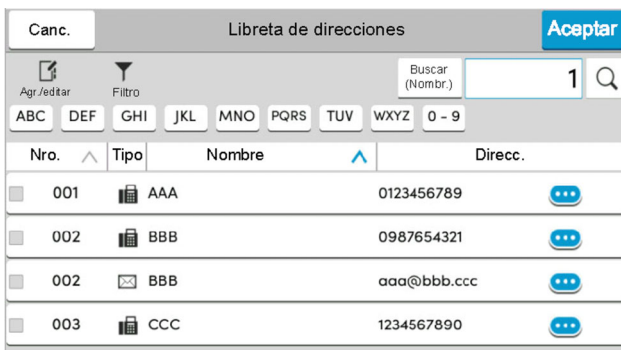 Canc. Libreta de direcciones Aceptar
Agr./editar Filtro Buscar (Nombr.) 1
ABC DEF GHI JKL MNO PQRS TUV WXYZ 0 - 9
Nro. Tipo Nombre Direcc.
001 AAA 0123456789
002 BBB 0987654321
002 BBB aaa@bbb.ccc
003 CCC 1234567890